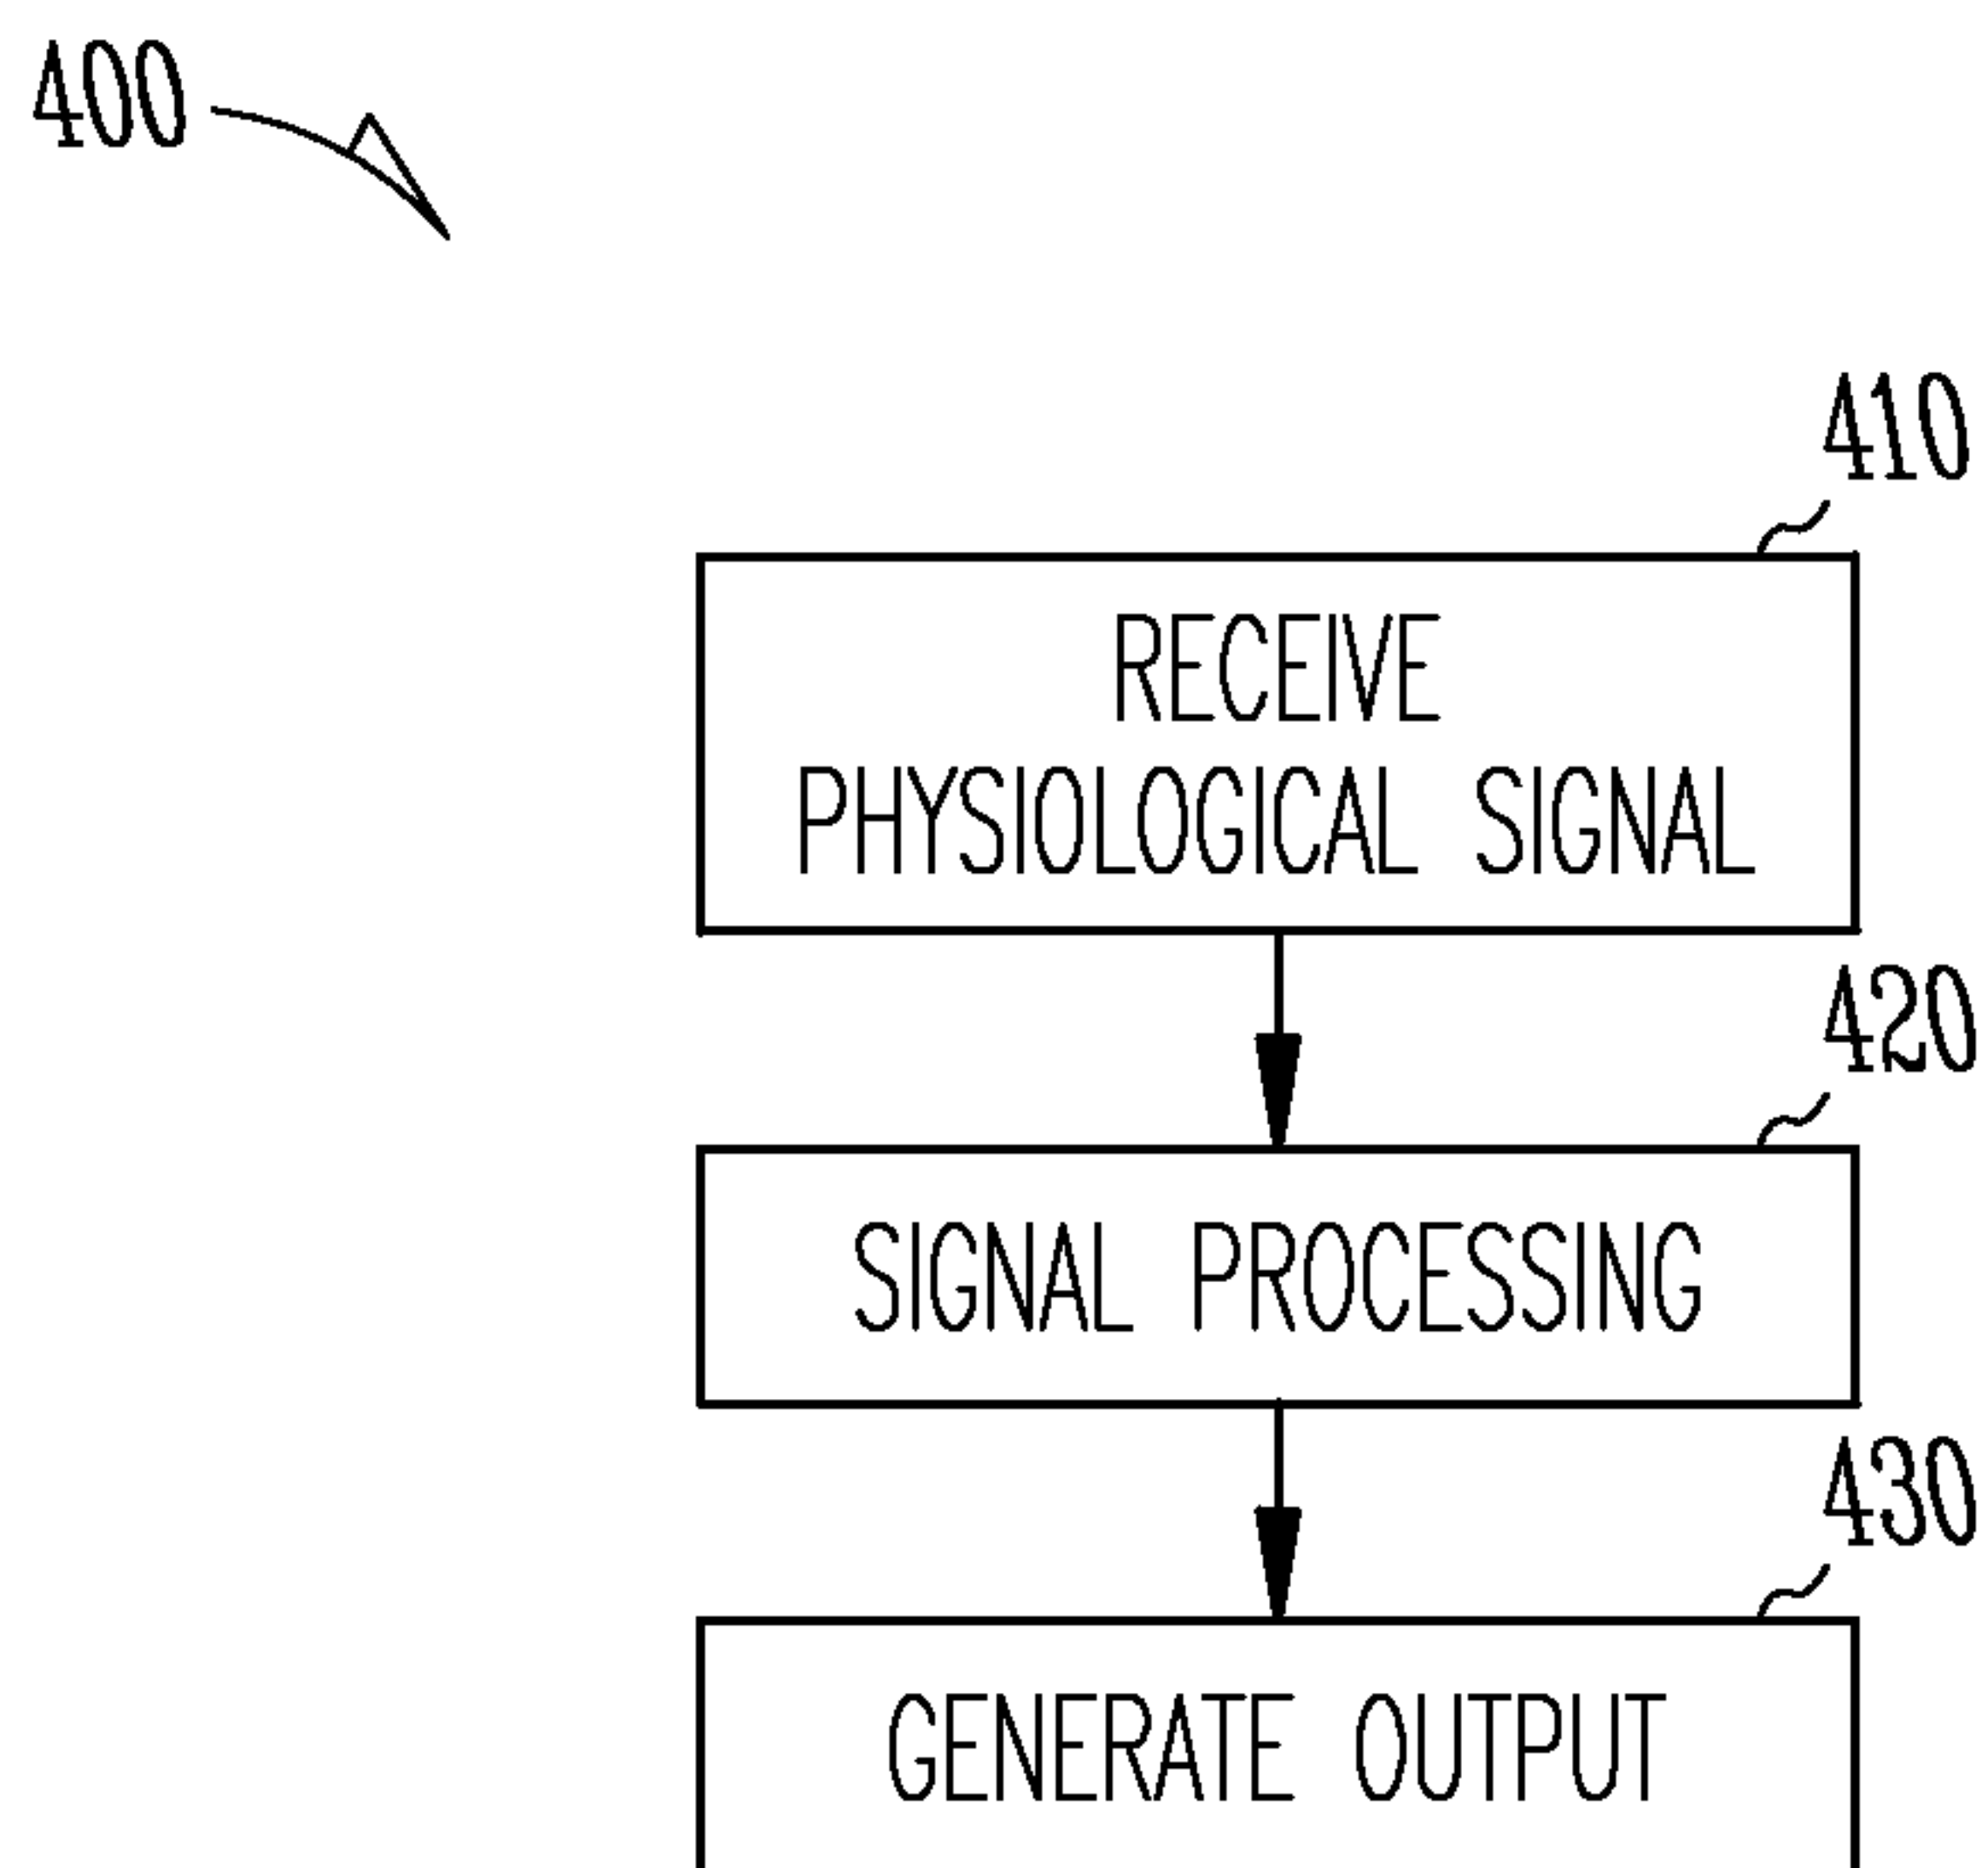 400
410
RECEIVE
PHYSIOLOGICAL SIGNAL
420
SIGNAL PROCESSING
430
GENERATE OUTPUT